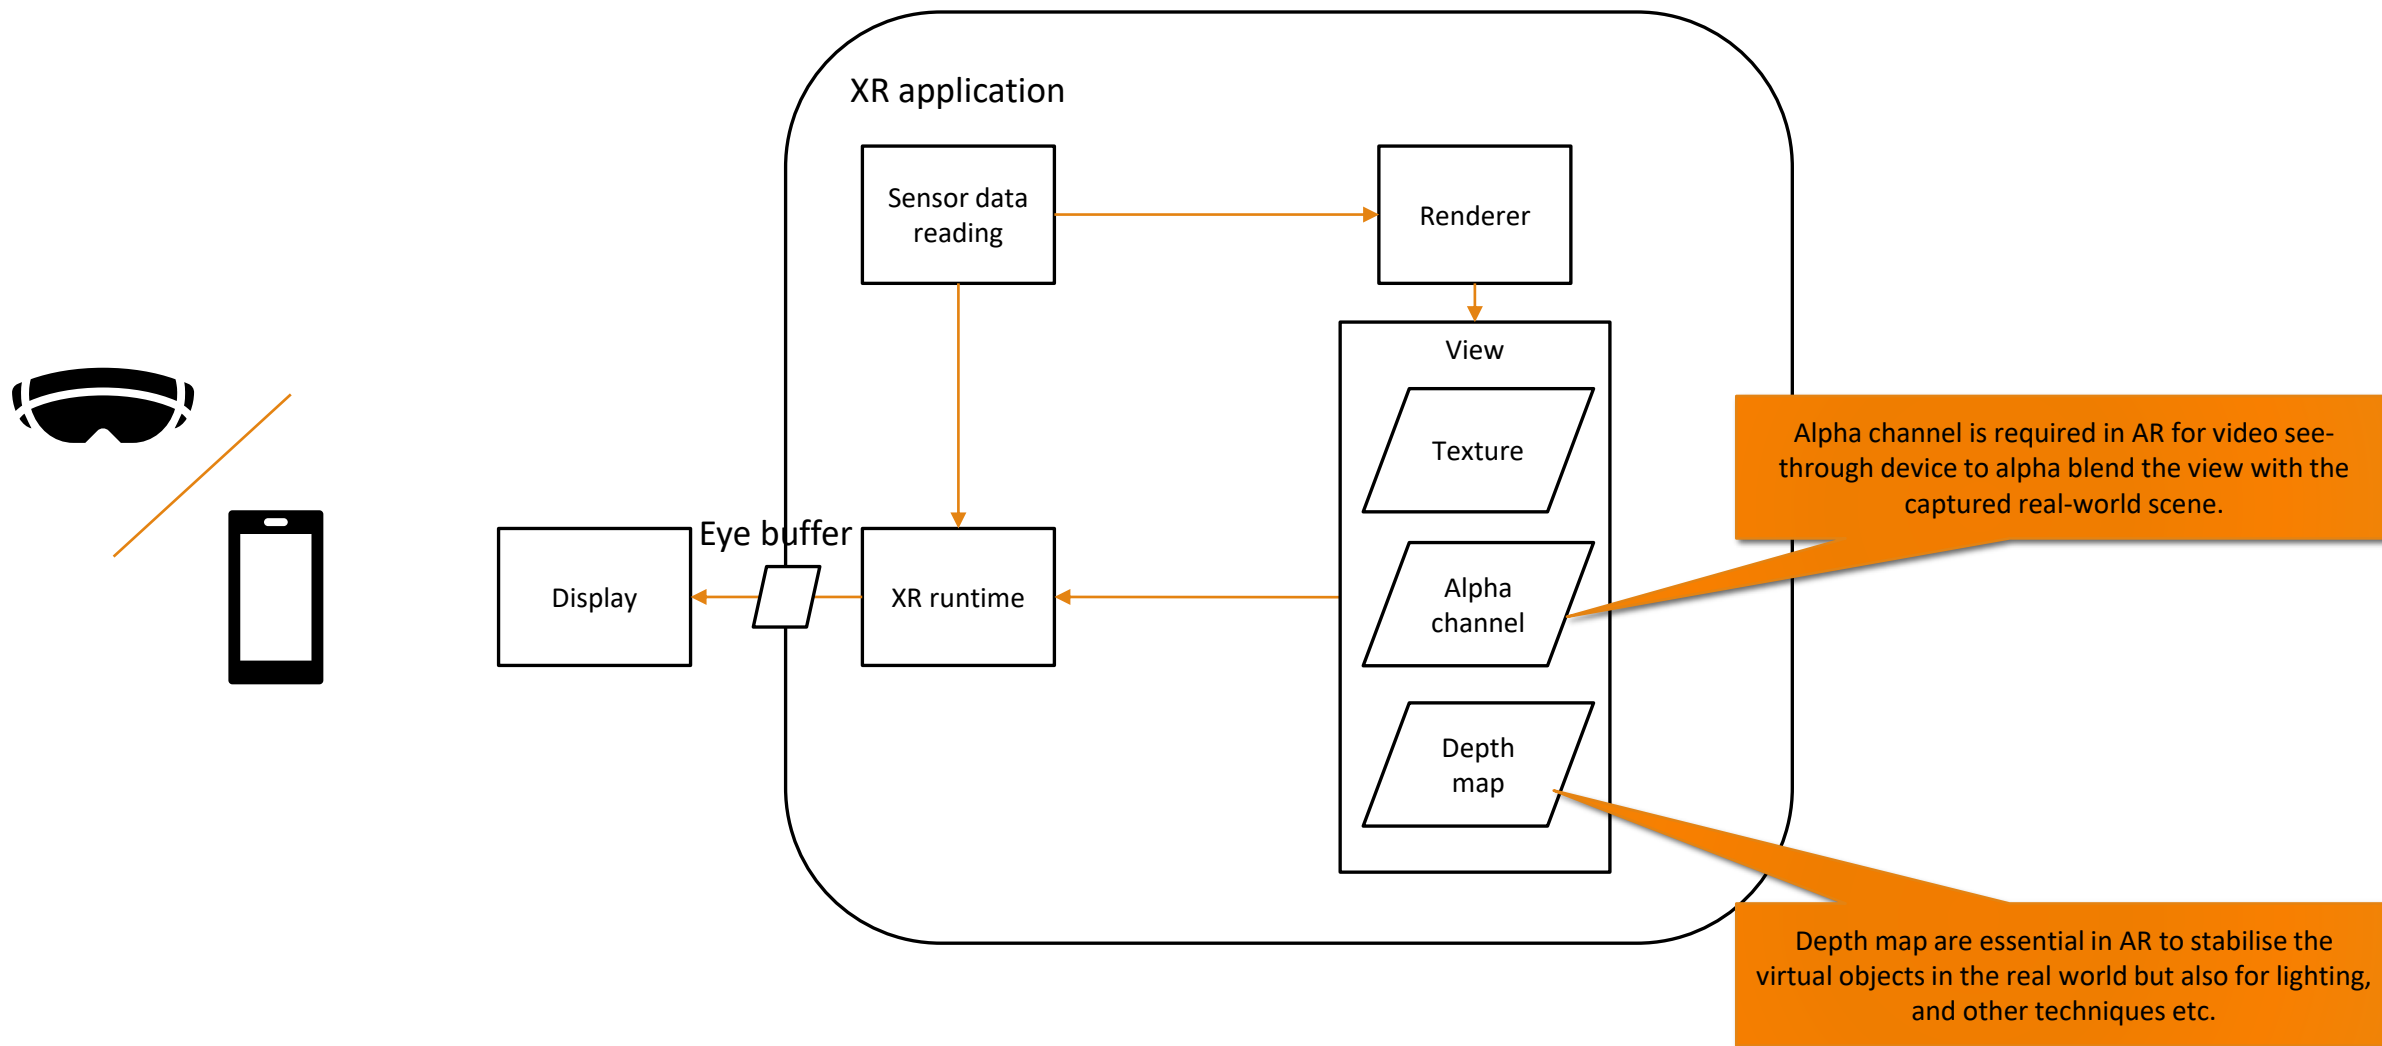 XR application
Sensor data
reading
Renderer
View
Texture
Alpha channel is required in AR for video see-
through device to alpha blend the view with the
captured real-world scene.
Eye buffer
Display
XR runtime
Alpha
channel
Depth
map
Depth map are essential in AR to stabilise the
virtual objects in the real world but also for lighting,
and other techniques etc.